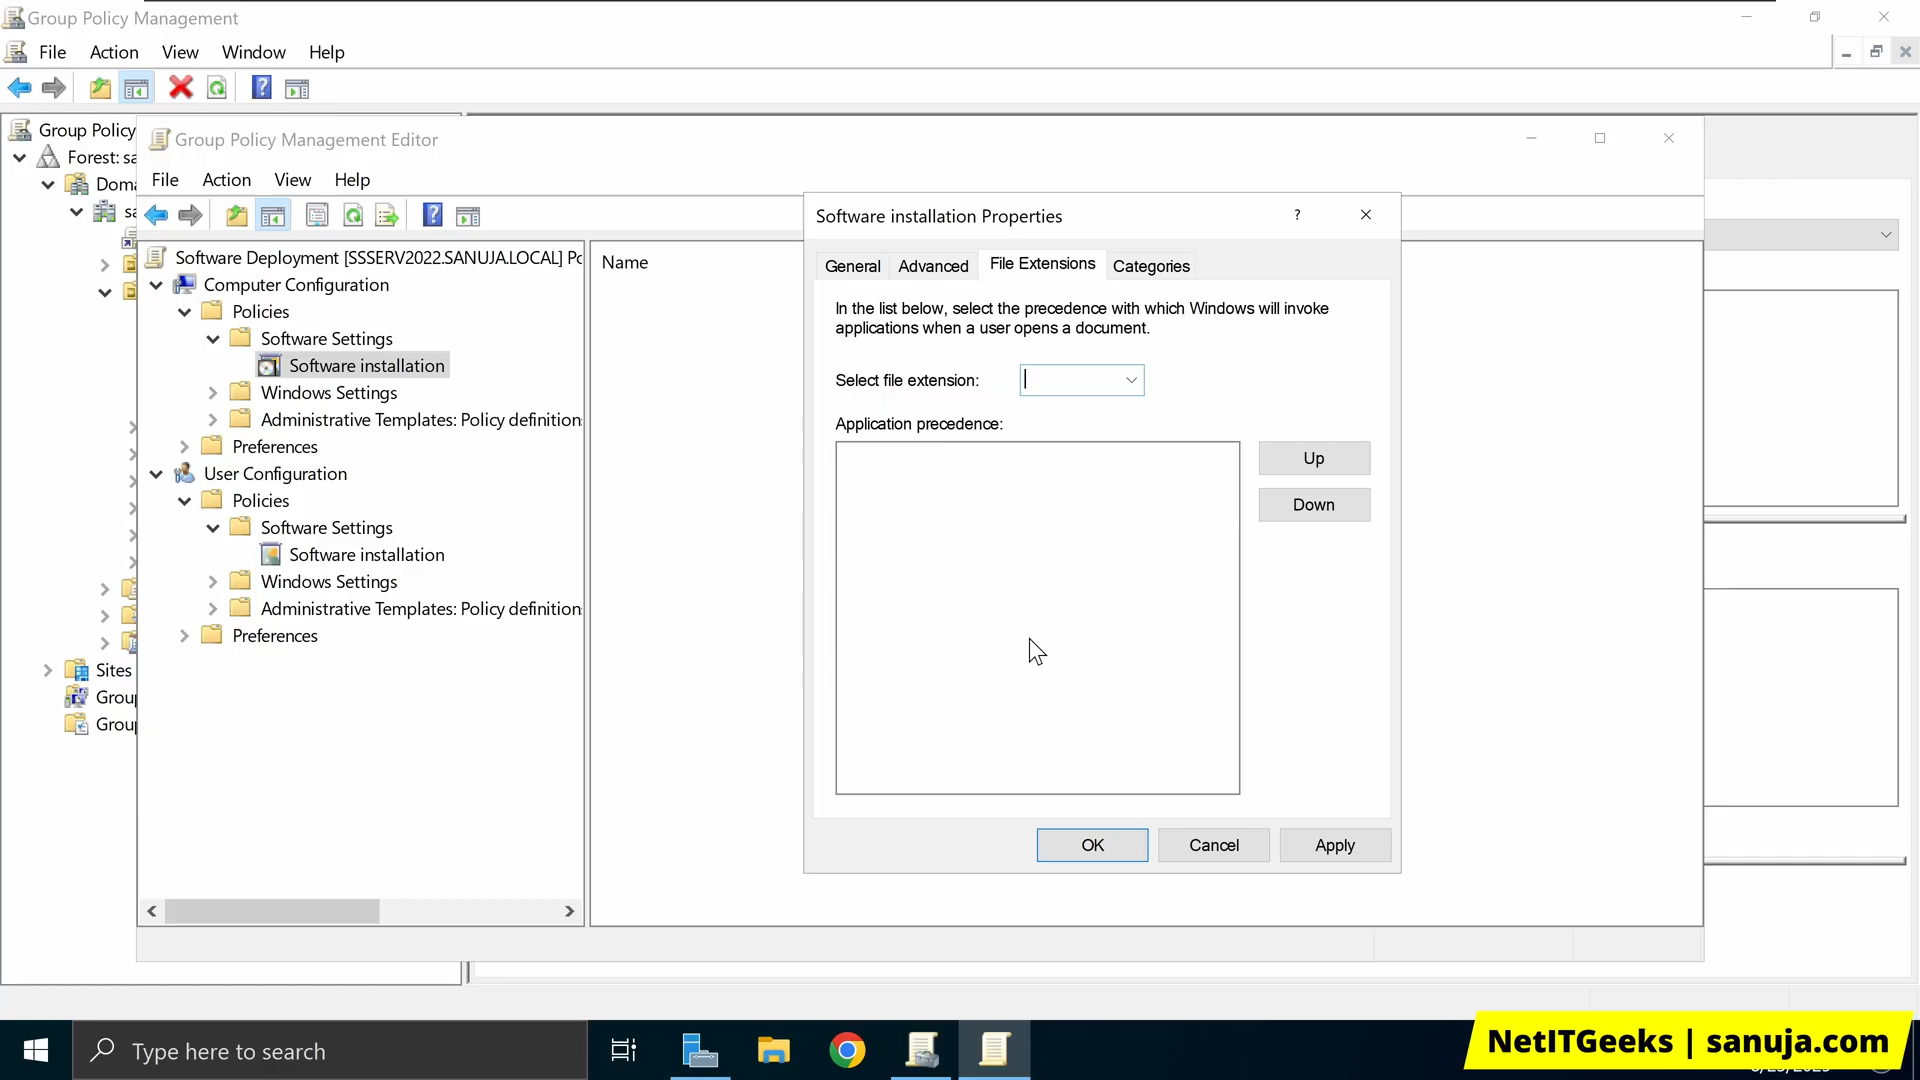 Group Policy Management
File Action View Window Help
Group Policy
Forest: sa
Doma
sa
Sites
Grou
Grou
Group Policy Management Editor
File Action View Help
Software Deployment [SSSERV2022.SANUJA.LOCAL] Po
Computer Configuration
Policies
Software Settings
Software installation
Windows Settings
Administrative Templates: Policy definition
Preferences
User Configuration
Policies
Software Settings
Software installation
Windows Settings
Administrative Templates: Policy definition
Preferences
Name
Software installation Properties
?
General Advanced File Extensions Categories
In the list below, select the precedence with which Windows will invoke
applications when a user opens a document.
Select file extension:
Application precedence:
Up
Down
OK Cancel Apply
Type here to search
NetITGeeks | sanuja.com